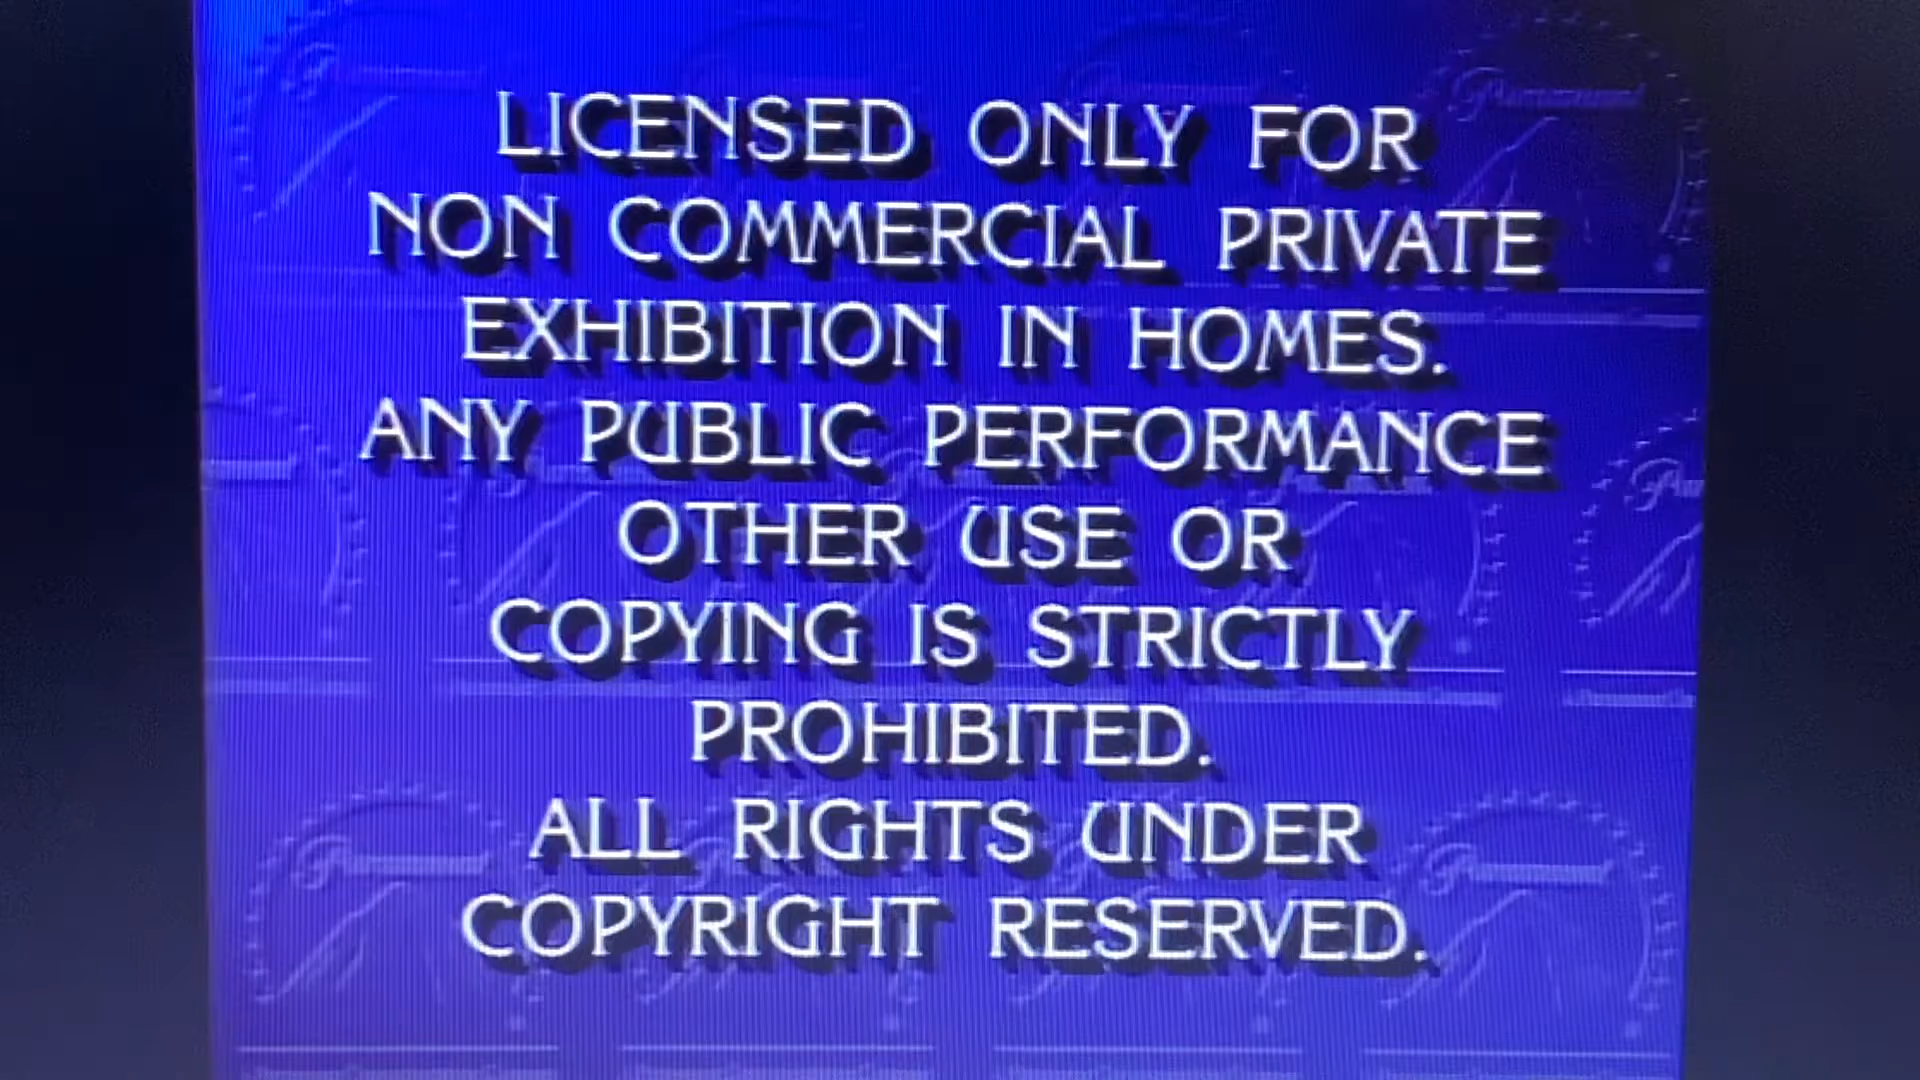 LICENSED ONLY FOR
NON COMMERCIAL PRIVATE
EXHIBITION IN HOMES.
ANY PUBLIC PERFORMANCE
OTHER USE OR
COPYING IS STRICTLY
PROHIBITED.
ALL RIGHTS UNDER
COPYRIGHT RESERVED.
Paramount